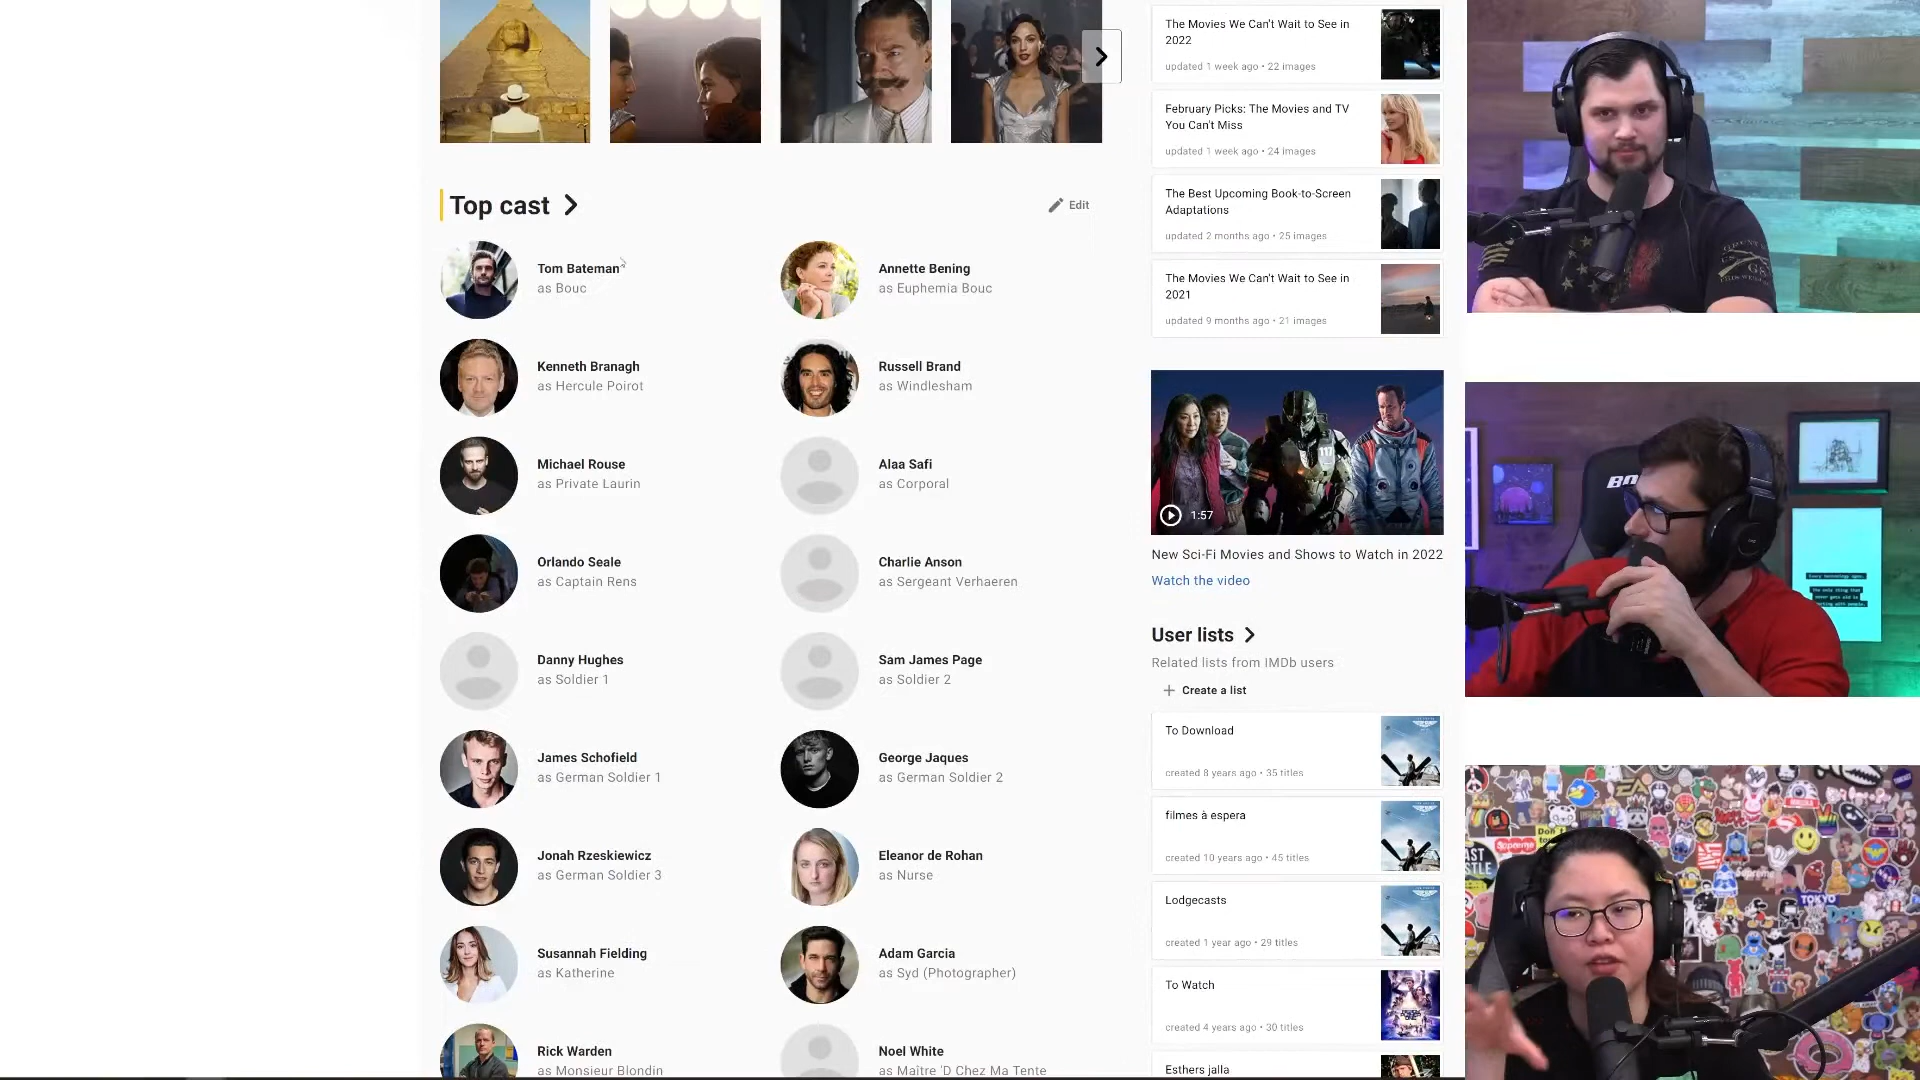 Top cast
Edit
Tom Bateman
as Bouc
Annette Bening
as Euphemia Bouc
Kenneth Branagh
as Hercule Poirot
Russell Brand
as Windlesham
Michael Rouse
as Private Laurin
Alaa Safi
as Corporal
Orlando Seale
as Captain Rens
Charlie Anson
as Sergeant Verhaeren
Danny Hughes
as Soldier 1
Sam James Page
as Soldier 2
James Schofield
as German Soldier 1
George Jaques
as German Soldier 2
Jonah Rzeskiewicz
as German Soldier 3
Eleanor de Rohan
as Nurse
Susannah Fielding
as Katherine
Adam Garcia
as Syd (Photographer)
Rick Warden
as Monsieur Blondin
Noel White
as Maître 'D Chez Ma Tente
The Movies We Can't Wait to See in
2022
updated 1 week ago • 22 images
February Picks: The Movies and TV
You Can't Miss
updated 1 week ago • 24 images
The Best Upcoming Book-to-Screen
Adaptations
updated 2 months ago • 25 images
The Movies We Can't Wait to See in
2021
updated 9 months ago • 21 images
117
1:57
New Sci-Fi Movies and Shows to Watch in 2022
Watch the video
User lists
Related lists from IMDb users
Create a list
To Download
created 8 years ago • 35 titles
filmes à espera
created 10 years ago • 45 titles
Lodgecasts
created 1 year ago • 29 titles
To Watch
created 4 years ago • 30 titles
Esthers jalla
Supreme
TOKYO